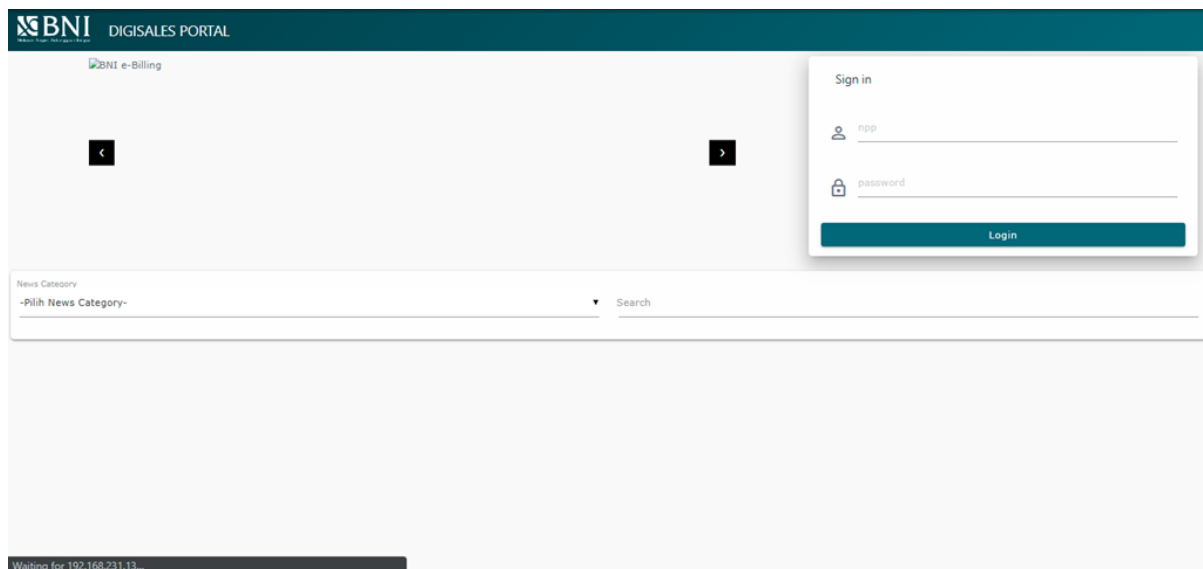 BNI DIGISALES PORTAL
BNI e-Billing
Sign in
npp
password
Login
News Category
-Pilih News Category-
Search
Waiting for 192.168.231.13...